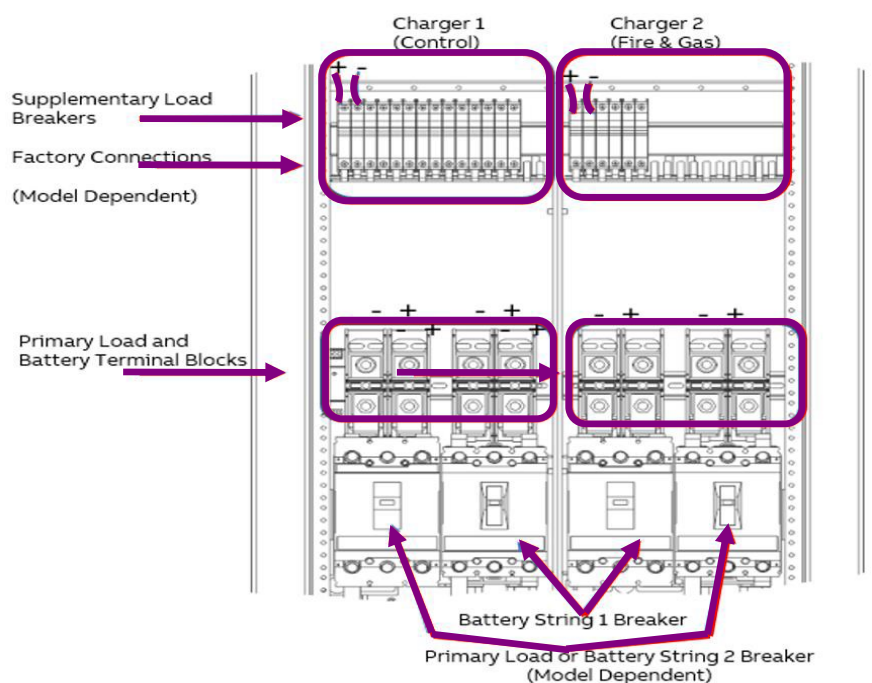 Charger 1
(Control)
Charger 2
(Fire & Gas)
+ -
+ -
Supplementary Load
Breakers
Factory Connections
(Model Dependent)
- + - + - + - +
- + - +
Primary Load and
Battery Terminal Blocks
Battery String 1 Breaker
Primary Load or Battery String 2 Breaker
(Model Dependent)